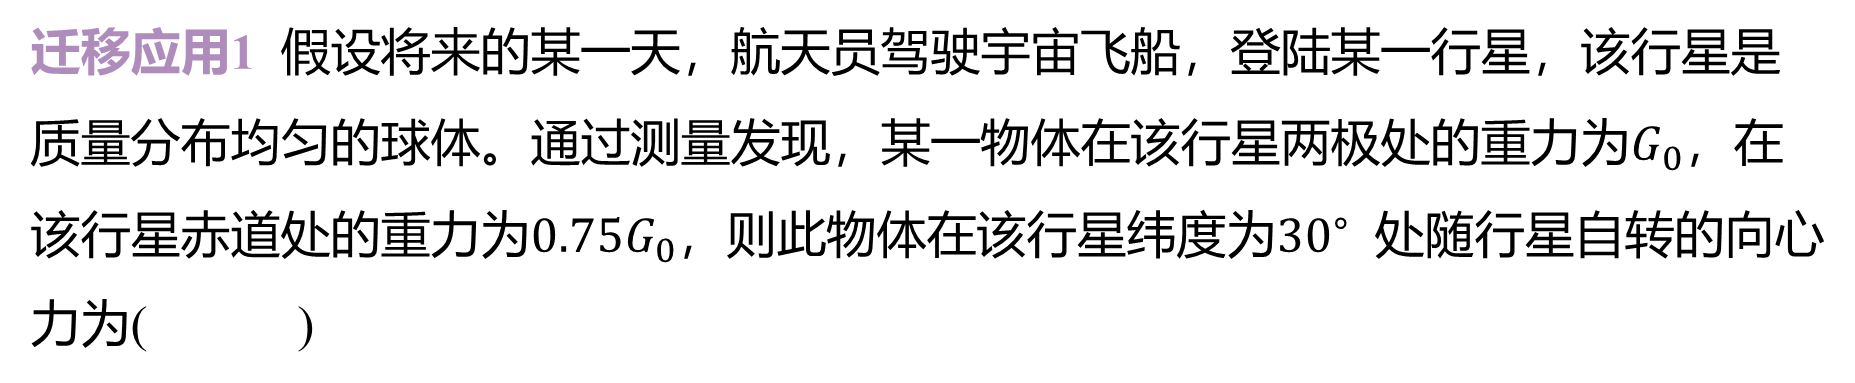 迁移应用1 假设将来的某一天，航天员驾驶宇宙飞船，登陆某一行星，该行星是
质量分布均匀的球体。通过测量发现，某一物体在该行星两极处的重力为G₀，在
该行星赤道处的重力为0.75G₀，则此物体在该行星纬度为30°处随行星自转的向心
力为(      )